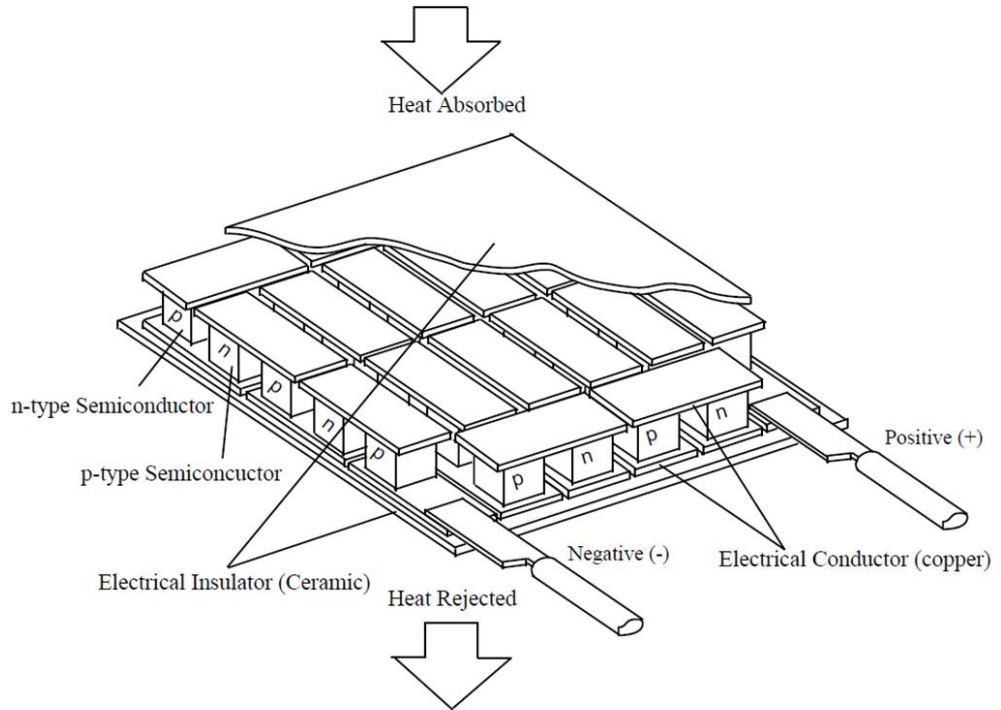 Heat Absorbed
p
n
p
n
p
p
n
p
n
n-type Semiconductor
p-type Semiconcuctor
Positive (+)
Negative (-)
Electrical Conductor (copper)
Electrical Insulator (Ceramic)
Heat Rejected